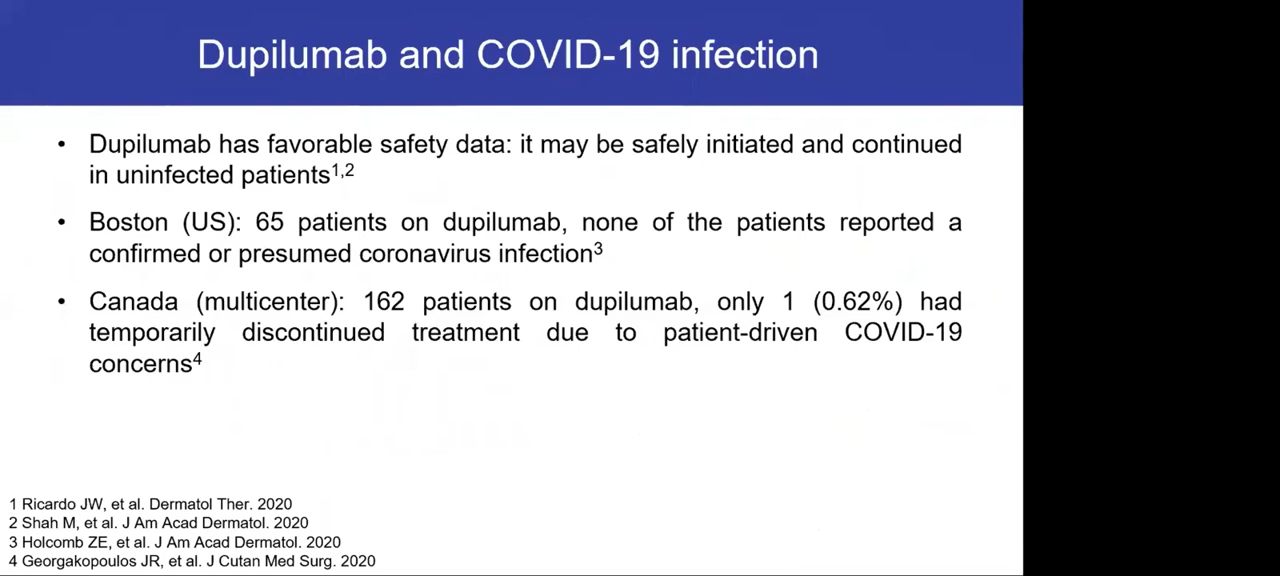 Dupilumab and COVID-19 infection
• Dupilumab has favorable safety data: it may be safely initiated and continued
in uninfected patients1,2
• Boston (US): 65 patients on dupilumab, none of the patients reported a
confirmed or presumed coronavirus infection3
• Canada (multicenter): 162 patients on dupilumab, only 1 (0.62%) had
temporarily discontinued treatment due to patient-driven COVID-19
concerns4
1 Ricardo JW, et al. Dermatol Ther. 2020
2 Shah M, et al. J Am Acad Dermatol. 2020
3 Holcomb ZE, et al. J Am Acad Dermatol. 2020
4 Georgakopoulos JR, et al. J Cutan Med Surg. 2020